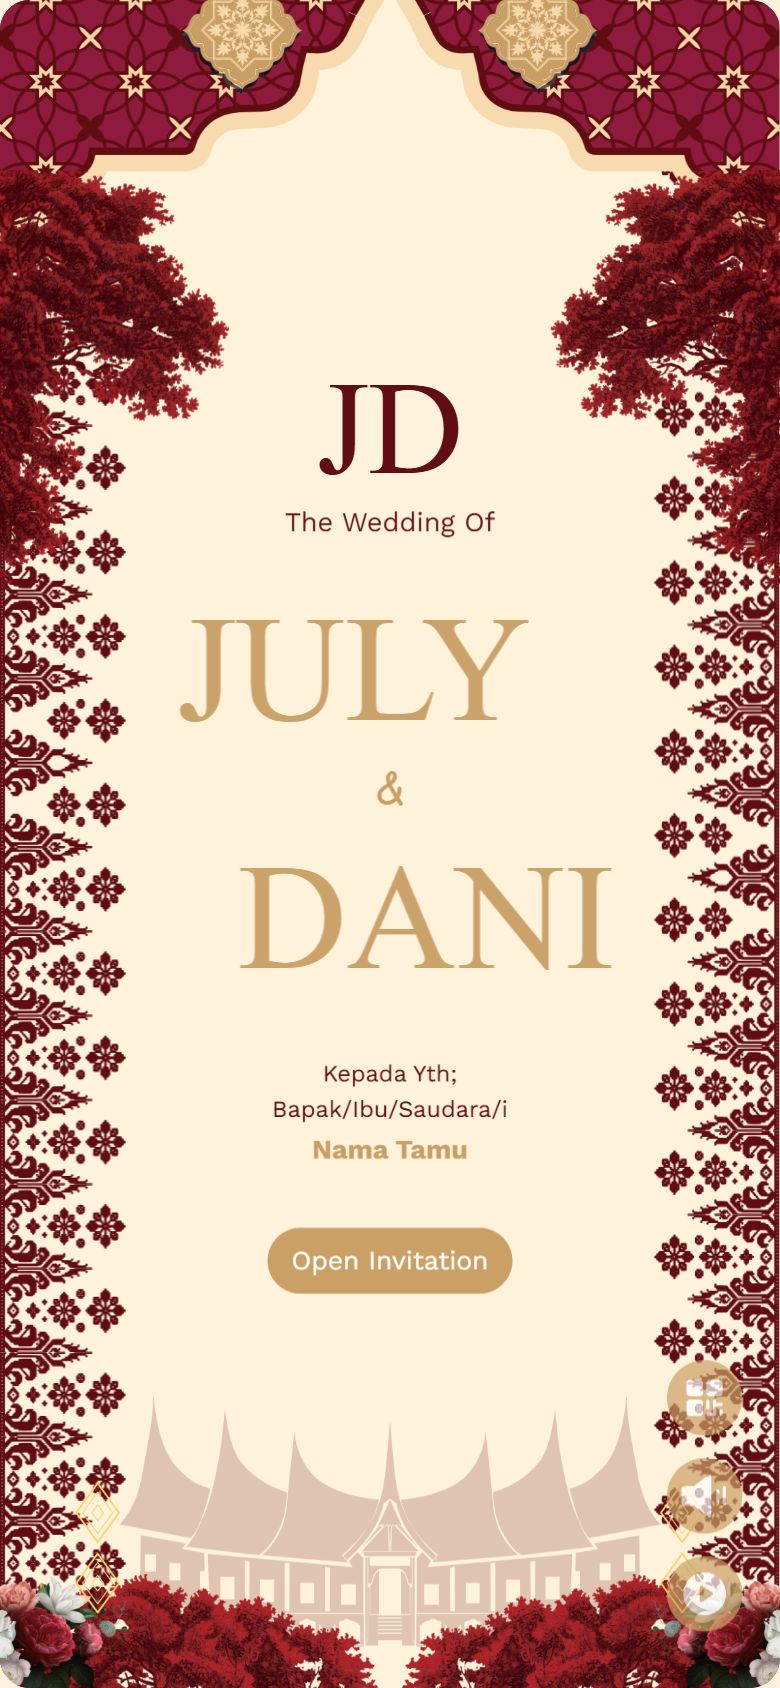 JD
The Wedding Of
JULY
&
DANI
Kepada Yth;
Bapak/Ibu/Saudara/i
Nama Tamu
Open Invitation